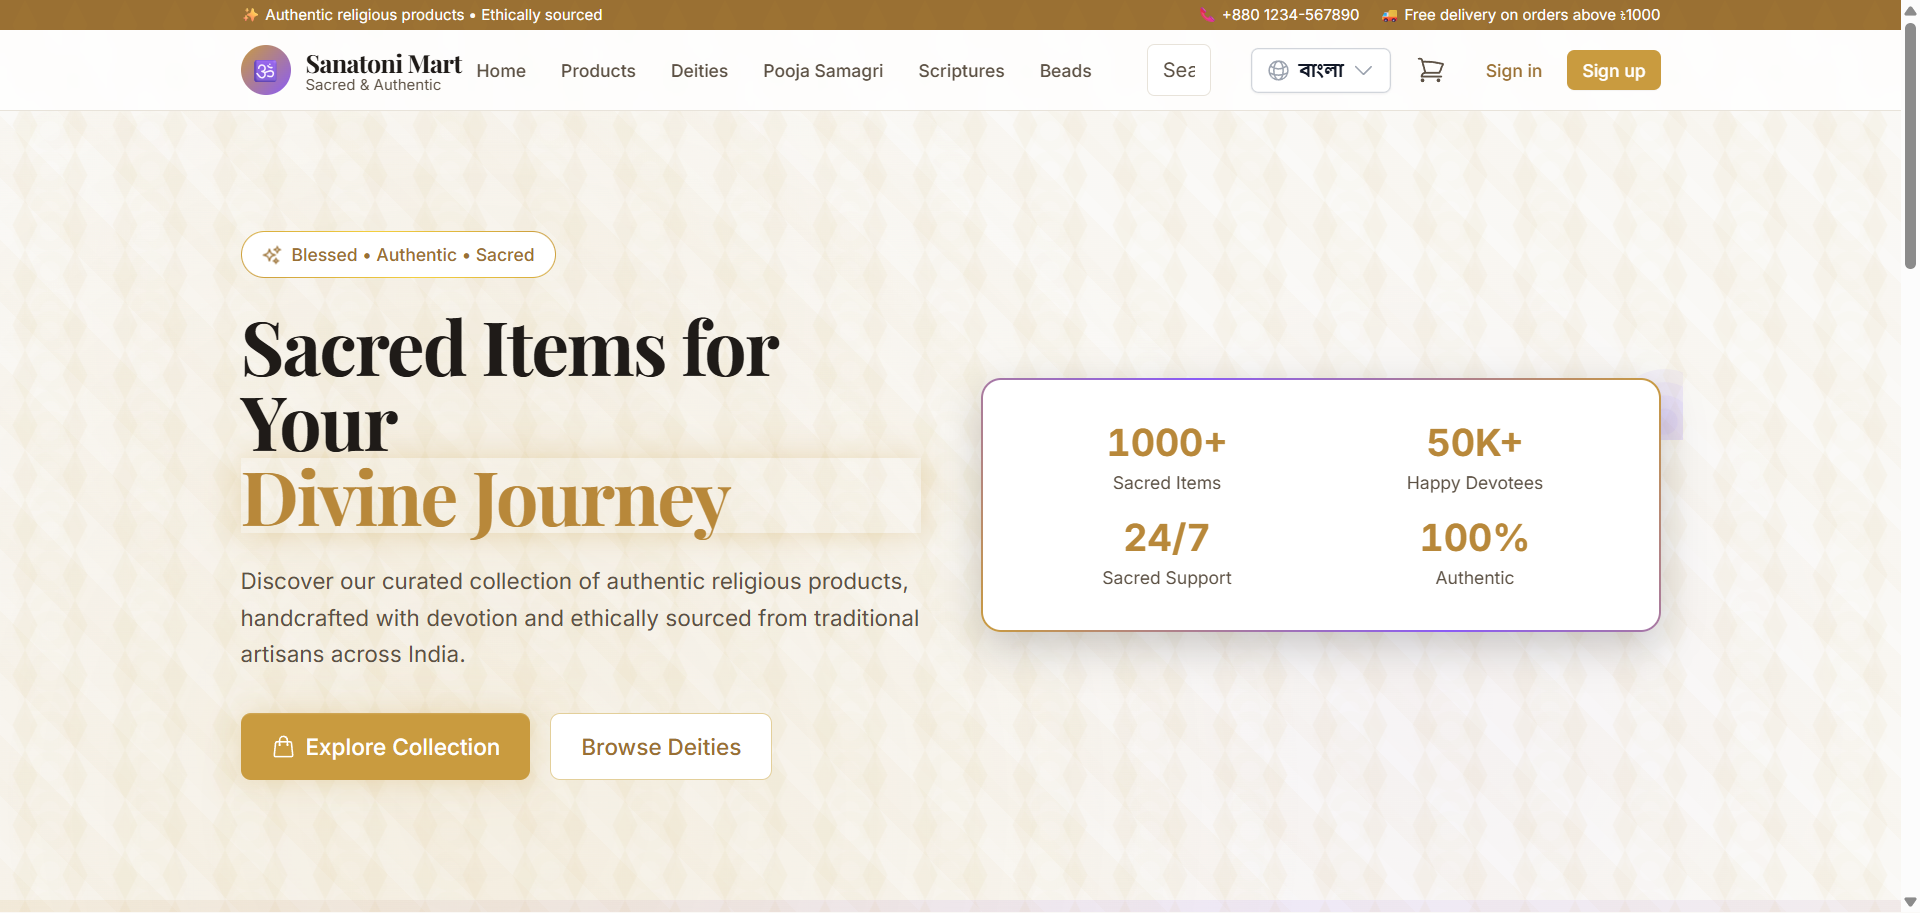 ✨ Authentic religious products • Ethically sourced
📞 +880 1234-567890
🚚 Free delivery on orders above ৳1000
🕉
Sanatoni Mart
Sacred & Authentic
Home
Products
Deities
Pooja Samagri
Scriptures
Beads
Sea
বাংলা
Sign in
Sign up
Blessed • Authentic • Sacred
Sacred Items for
Your
Divine Journey
Discover our curated collection of authentic religious products,
handcrafted with devotion and ethically sourced from traditional
artisans across India.
Explore Collection
Browse Deities
1000+
Sacred Items
50K+
Happy Devotees
24/7
Sacred Support
100%
Authentic